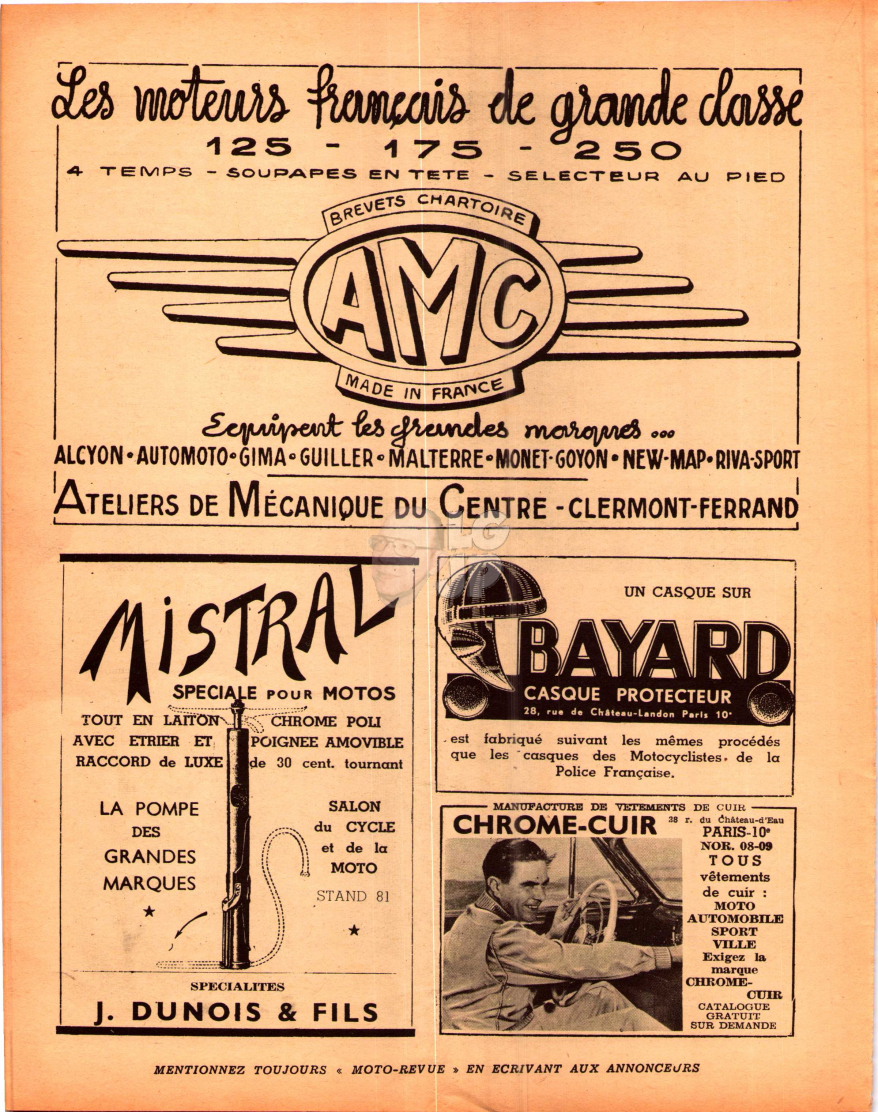 Les moteurs français de grande classe
125 - 175 - 250
4 TEMPS - SOUPAPES EN TETE - SELECTEUR AU PIED
BREVETS CHARTOIRE
AMC
MADE IN FRANCE
Equipent les grandes marques...
ALCYON • AUTOMOTO • GIMA • GUILLER • MALTERRE • MONET-GOYON • NEW-MAP • RIVA-SPORT
ATELIERS DE MÉCANIQUE DU CENTRE - CLERMONT-FERRAND
MISTRAL
SPECIALE POUR MOTOS
TOUT EN LAITON CHROME POLI
AVEC ETRIER ET POIGNEE AMOVIBLE
RACCORD de LUXE de 30 cent. tournant
LA POMPE
DES
GRANDES
MARQUES
★
SALON
du CYCLE
et de la
MOTO
STAND 81
★
SPECIALITES
J. DUNOIS & FILS
UN CASQUE SUR
BAYARD
CASQUE PROTECTEUR
28, rue de Château-Landon Paris 10e
est fabriqué suivant les mêmes procédés
que les casques des Motocyclistes de la
Police Française.
MANUFACTURE DE VETEMENTS DE CUIR
CHROME-CUIR
38 r. du Château-d'Eau
PARIS-10e
NOR. 08-09
TOUS
vêtements
de cuir :
MOTO
AUTOMOBILE
SPORT
VILLE
Exigez la
marque
CHROME-
CUIR
CATALOGUE
GRATUIT
SUR DEMANDE
MENTIONNEZ TOUJOURS « MOTO-REVUE » EN ECRIVANT AUX ANNONCEURS